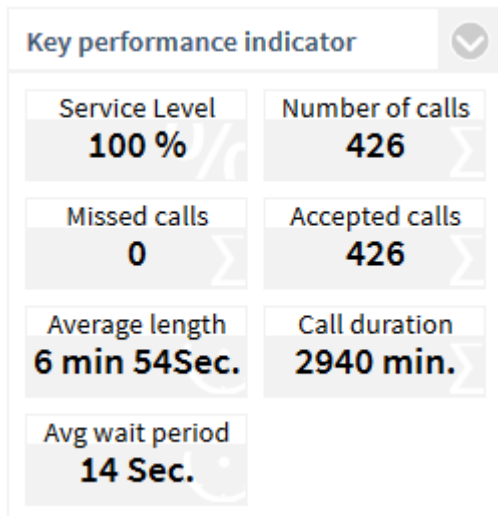 Key performance indicator
Service Level
100 %
Number of calls
426
Missed calls
0
Accepted calls
426
Average length
6 min 54Sec.
Call duration
2940 min.
Avg wait period
14 Sec.